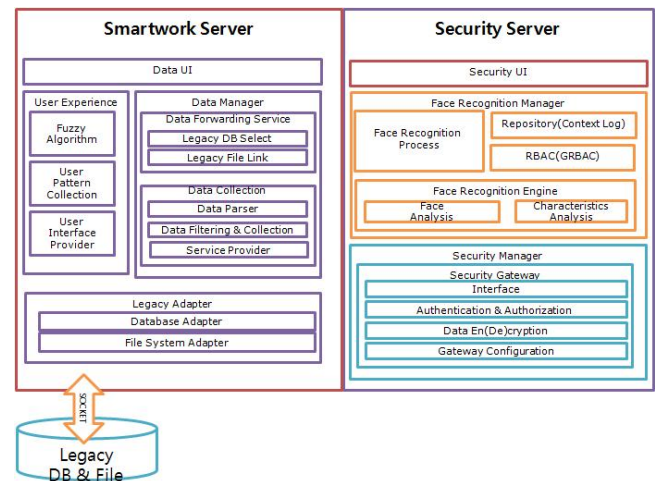 Smartwork Server
Data UI
User Experience
Fuzzy
Algorithm
User
Pattern
Collection
User
Interface
Provider
Data Manager
Data Forwarding Service
Legacy DB Select
Legacy File Link
Data Collection
Data Parser
Data Filtering & Collection
Service Provider
Legacy Adapter
Database Adapter
File System Adapter
SOCKET
Legacy
DB & File
Security Server
Security UI
Face Recognition Manager
Face Recognition
Process
Repository(Context Log)
RBAC(GRBAC)
Face Recognition Engine
Face
Analysis
Characteristics
Analysis
Security Manager
Security Gateway
Interface
Authentication & Authorization
Data En(De)cryption
Gateway Configuration